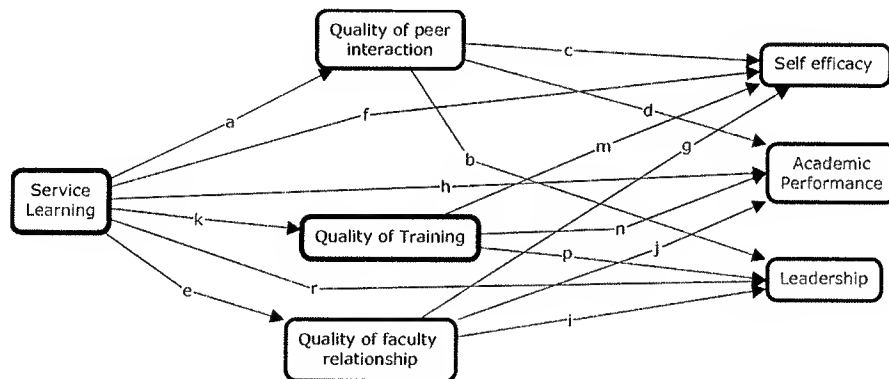 Quality of peer
interaction
c
Self efficacy
f
a
d
m
g
b
Academic
Performance
h
Service
Learning
k
Quality of Training
n
j
p
Leadership
e
r
i
Quality of faculty
relationship